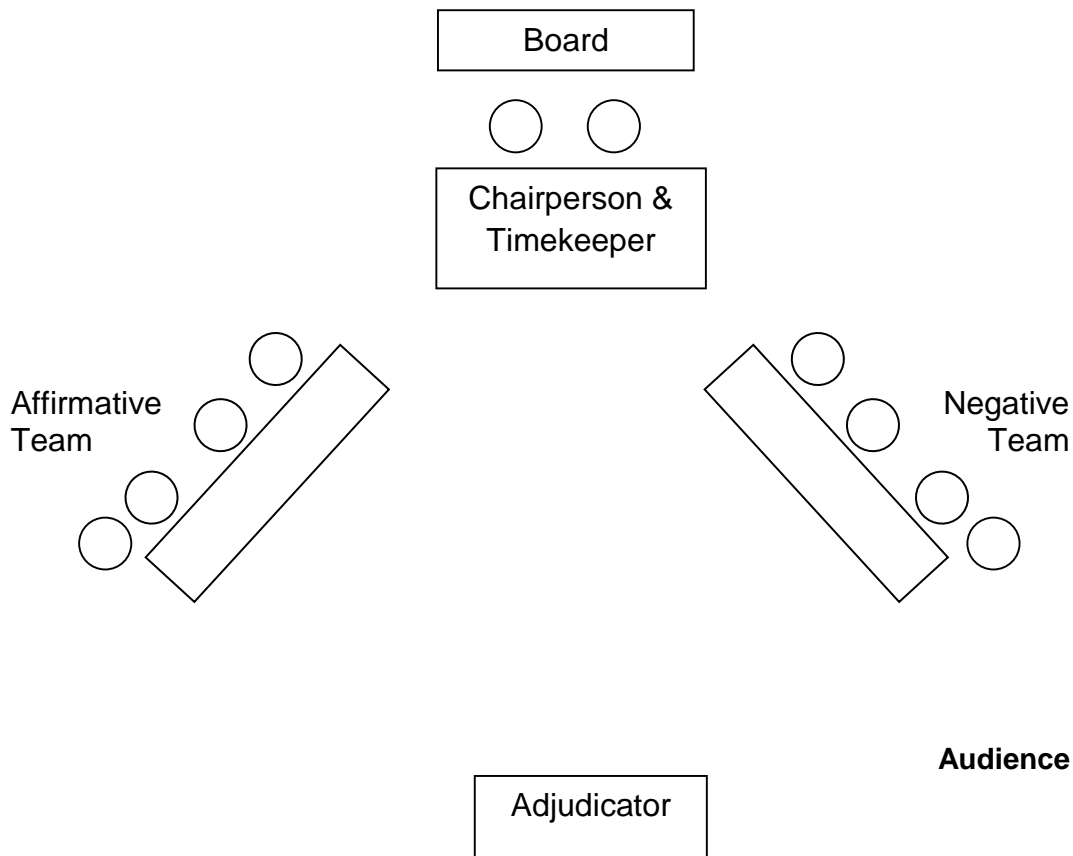 Board
Chairperson &
Timekeeper
Affirmative
Team
Negative
Team
Audience
Adjudicator